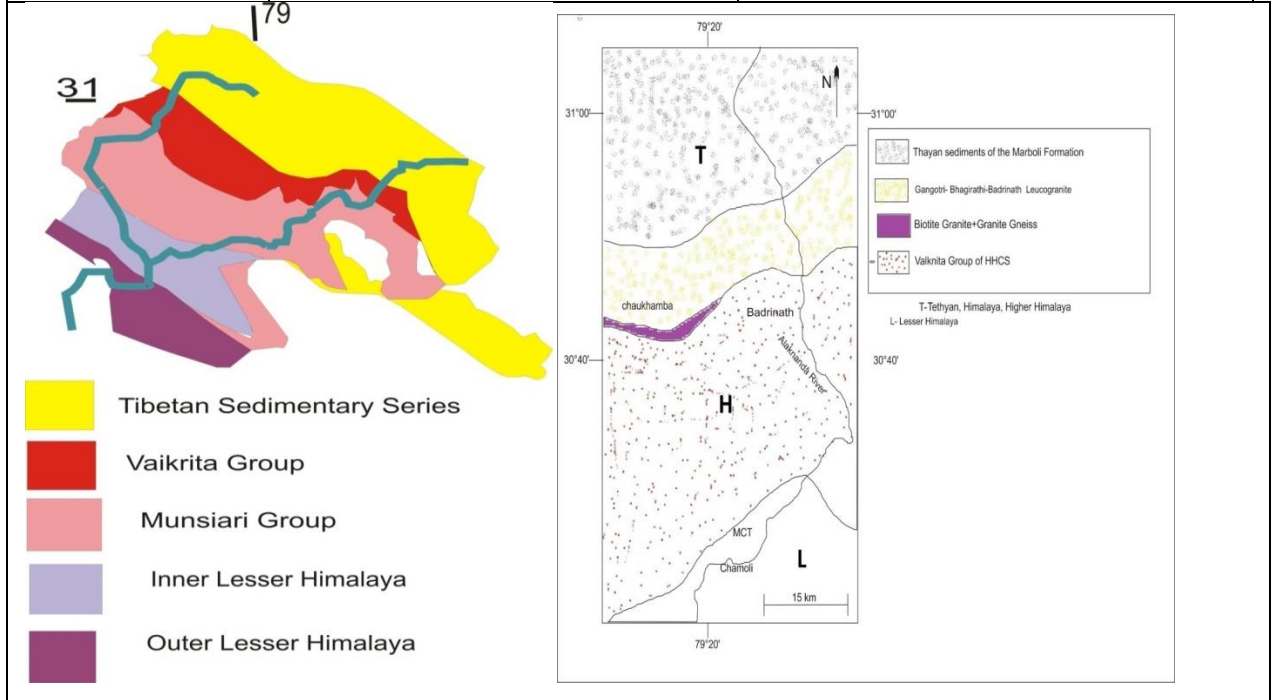 79
31
Tibetan Sedimentary Series
Vaikrita Group
Munsiari Group
Inner Lesser Himalaya
Outer Lesser Himalaya
79°20'
N
31°00'
31°00'
T
chaukhamba
Badrinath
Alaknanda River
30°40'
30°40'
H
MCT
L
Chamoli
15 km
79°20'
Thayan sediments of the Marboli Formation
Gangotri- Bhagirathi-Badrinath Leucogranite
Biotite Granite+Granite Gneiss
Valknita Group of HHCS
T-Tethyan, Himalaya, Higher Himalaya
L- Lesser Himalaya